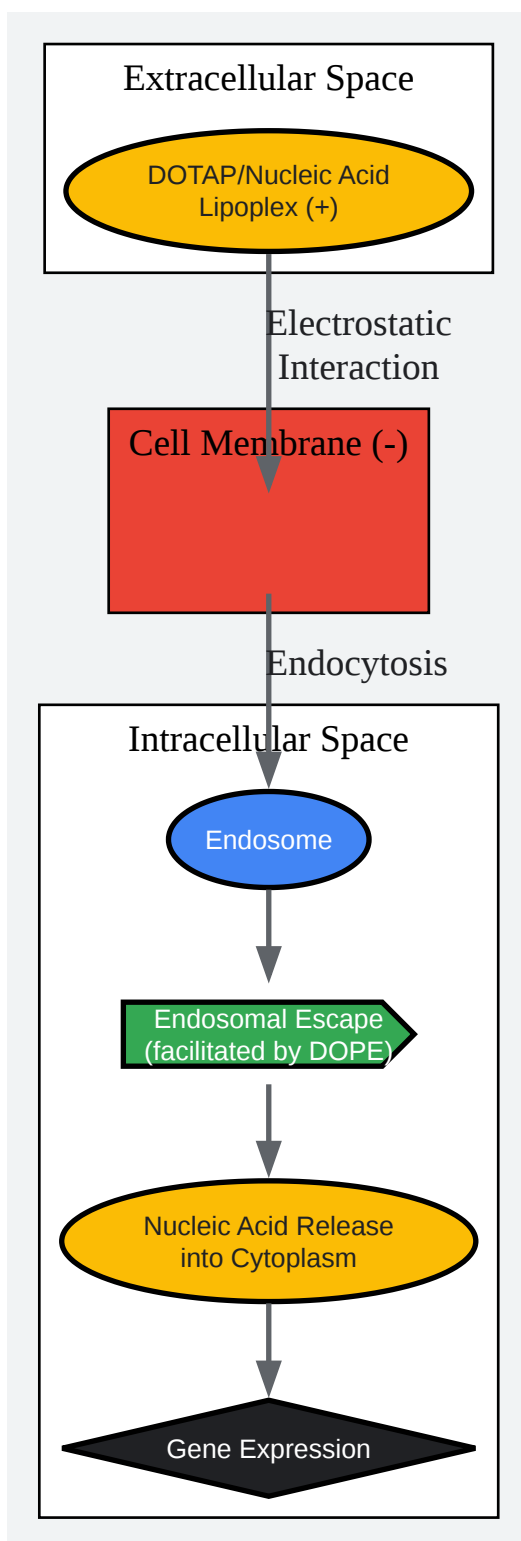 Extracellular Space
DOTAP/Nucleic Acid
Lipoplex (+)
Electrostatic
Interaction
Cell Membrane (-)
Endocytosis
Intracellular Space
Endosome
Endosomal Escape
(facilitated by DOPE)
Nucleic Acid Release
into Cytoplasm
Gene Expression